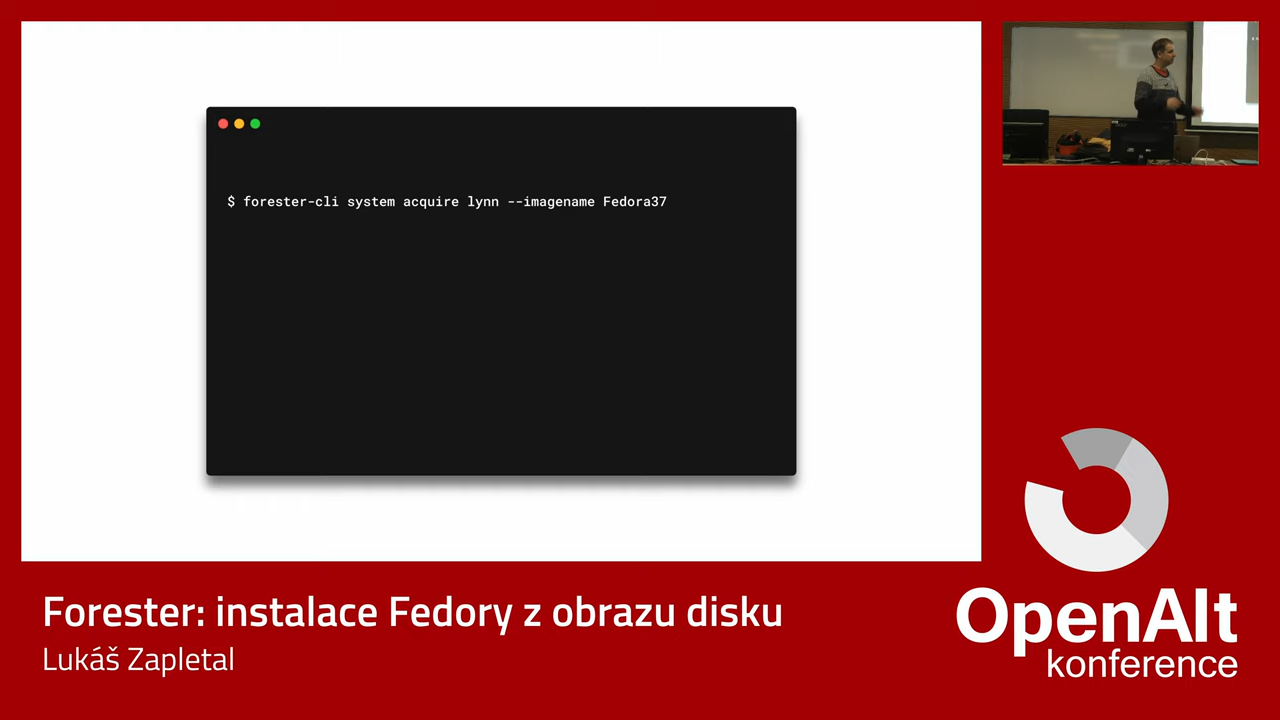 $ forester-cli system acquire lynn --imagename Fedora37
Forester: instalace Fedory z obrazu disku
Lukáš Zapletal
OpenAlt
konference